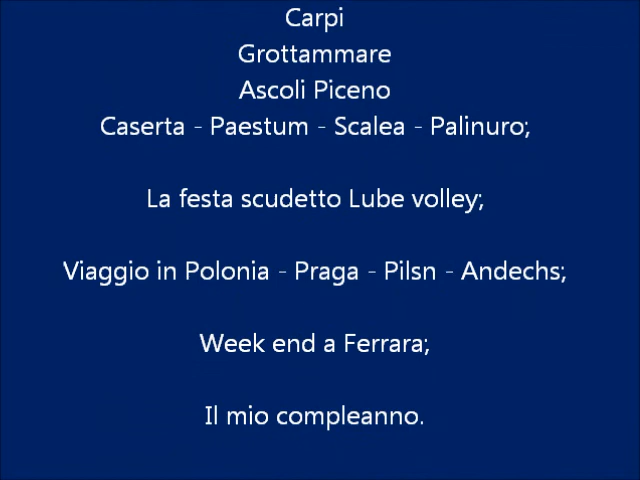 Carpi
Grottammare
Ascoli Piceno
Caserta - Paestum - Scalea - Palinuro;
La festa scudetto Lube volley;
Viaggio in Polonia - Praga - Pilsn - Andechs;
Week end a Ferrara;
Il mio compleanno.